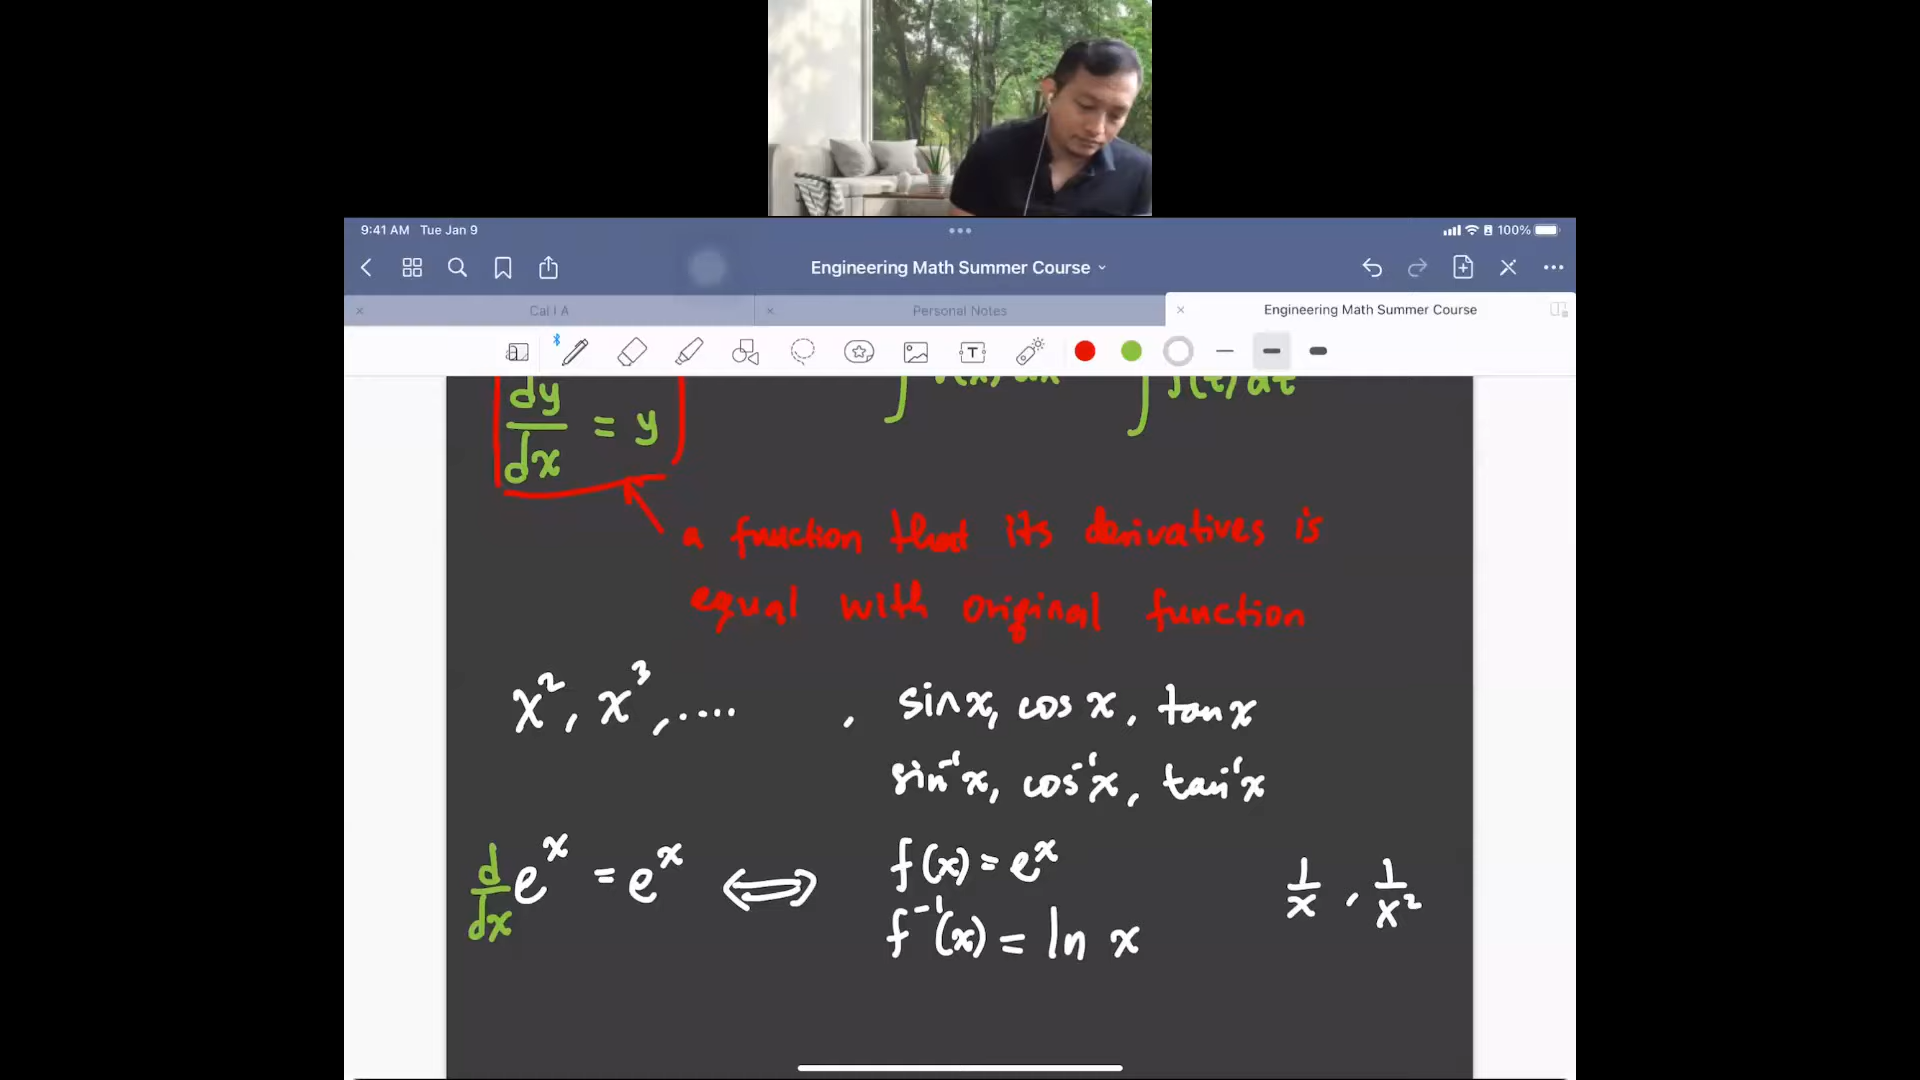 9:41 AM Tue Jan 9
100%
Engineering Math Summer Course
Cal I A
Personal Notes
Engineering Math Summer Course
dy/dx = y
∫ f(t) dt
a function that its derivatives is
equal with original function
x², x³, ....
, sin x, cos x, tan x
sin⁻¹x, cos⁻¹x, tan⁻¹x
d/dx eˣ = eˣ ⟺
f(x) = eˣ
f⁻¹(x) = ln x
1/x , 1/x²